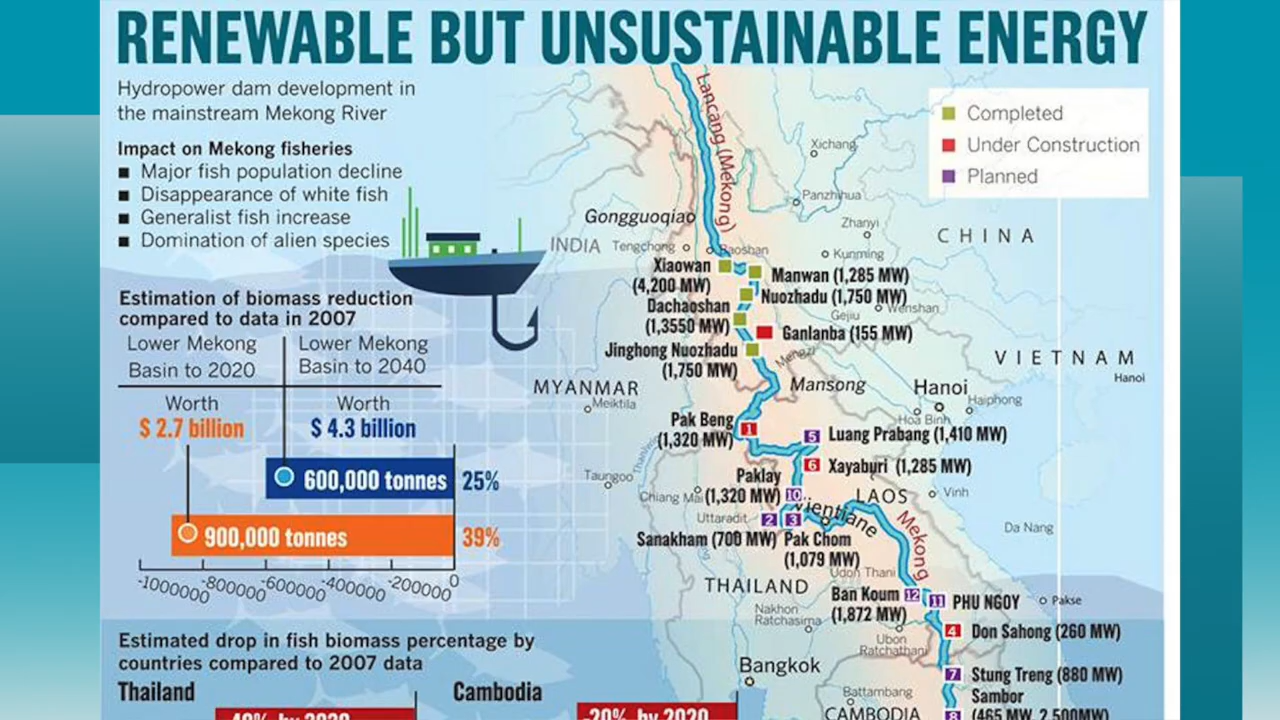 RENEWABLE BUT UNSUSTAINABLE ENERGY
Hydropower dam development in
the mainstream Mekong River
Impact on Mekong fisheries
Major fish population decline
Disappearance of white fish
Generalist fish increase
Domination of alien species
Estimation of biomass reduction
compared to data in 2007
Lower Mekong
Basin to 2020
Lower Mekong
Basin to 2040
Worth
$ 2.7 billion
Worth
$ 4.3 billion
600,000 tonnes
25%
900,000 tonnes
39%
-1000000
-800000
-600000
-400000
-200000
0
Estimated drop in fish biomass percentage by
countries compared to 2007 data
Thailand
Cambodia
-20% by 2020
Completed
Under Construction
Planned
Lancang (Mekong)
Xichang
Panzhihua
Gongguoqiao
Zhanyi
INDIA
Tengchong
Baoshan
Kunming
CHINA
Xiaowan
(4,200 MW)
Manwan (1,285 MW)
Nuozhadu (1,750 MW)
Dachaoshan
(1,3550 MW)
Gejiu
Wenshan
Ganlanba (155 MW)
Jinghong Nuozhadu
(1,750 MW)
Mengzi
VIETNAM
Hanoi
MYANMAR
Meiktila
Mansong
Hanoi
Haiphong
Hoa Binh
Pak Beng
(1,320 MW)
1
5
Luang Prabang (1,410 MW)
6
Xayaburi (1,285 MW)
Taungoo
Thanlwin
Chiang Mai
Paklay
(1,320 MW)
10
LAOS
Vinh
Vientiane
Uttaradit
2
3
Mekong
Da Nang
Sanakham (700 MW)
Pak Chom
(1,079 MW)
Udon Thani
THAILAND
Ban Koum
(1,872 MW)
12
11
PHU NGOY
Pakse
Nakhon
Ratchasima
4
Don Sahong (260 MW)
Ubon
Ratchathani
Bangkok
7
Stung Treng (880 MW)
Battambang
Sambor
CAMBODIA
8
(465 MW, 2,500MW)